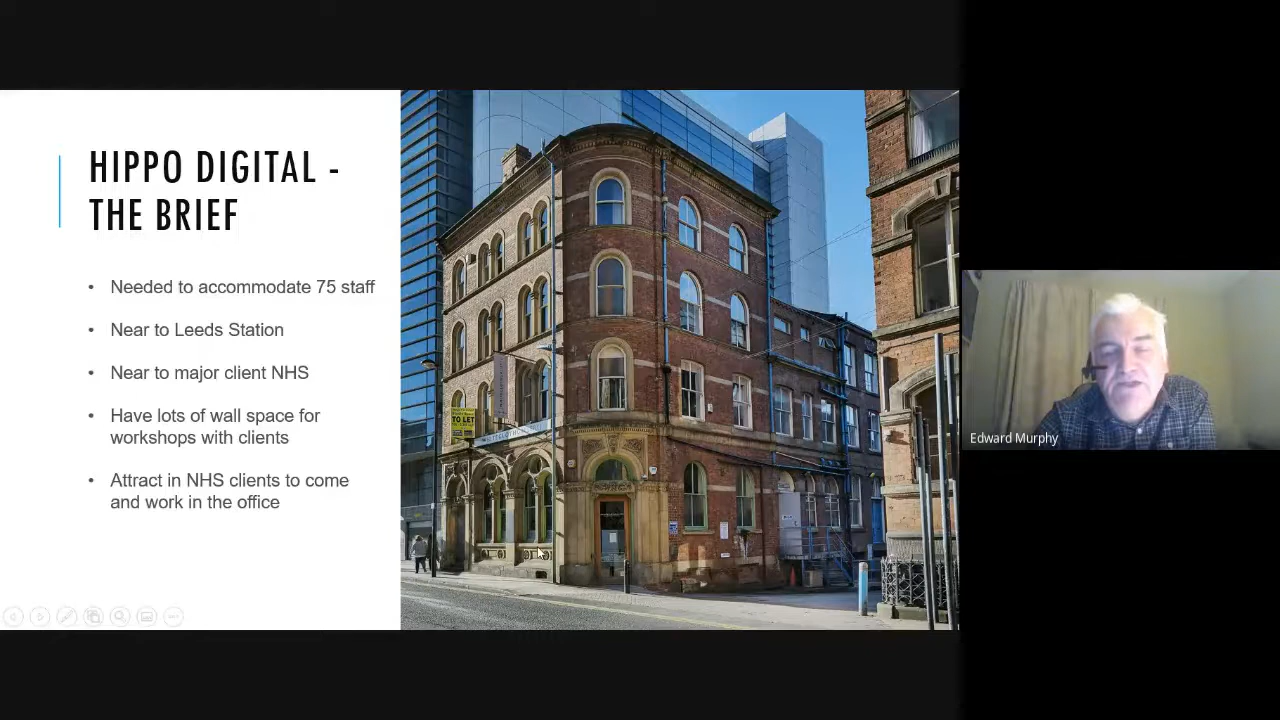 HIPPO DIGITAL -
THE BRIEF
• Needed to accommodate 75 staff
• Near to Leeds Station
• Near to major client NHS
• Have lots of wall space for
workshops with clients
• Attract in NHS clients to come
and work in the office
TO LET
Edward Murphy